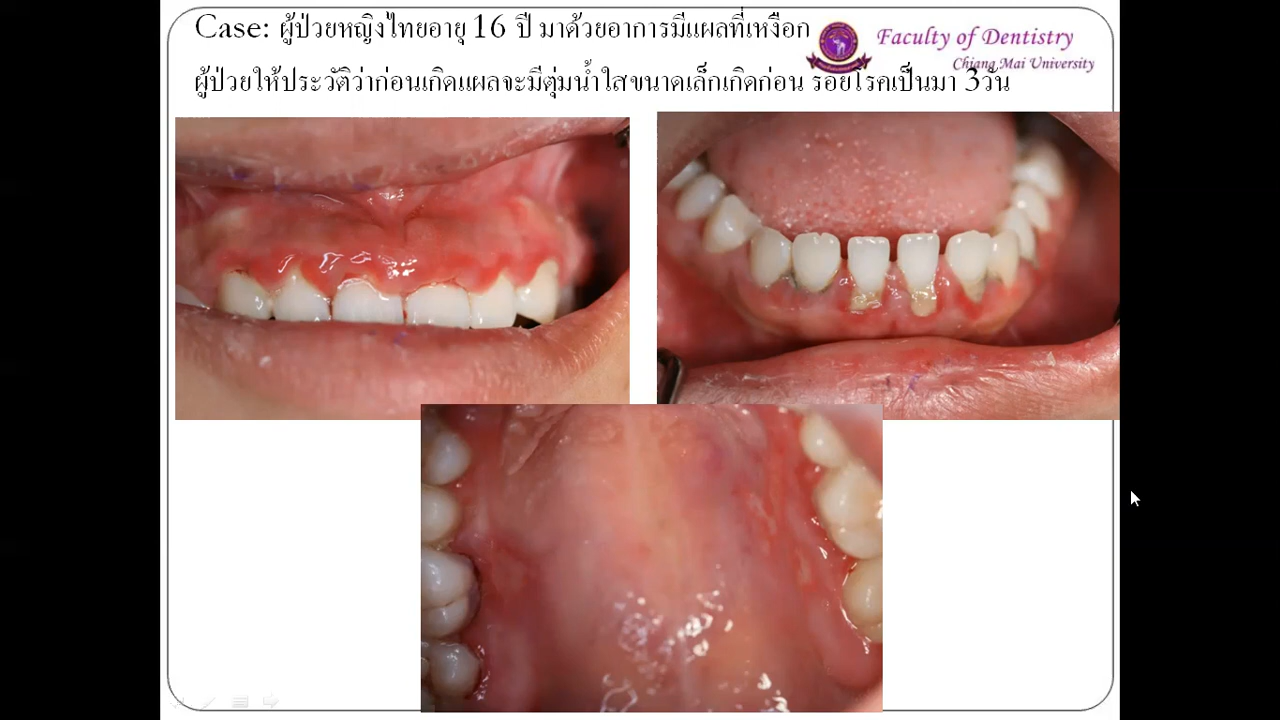 Case: ผู้ป่วยหญิงไทยอายุ 16 ปี มาด้วยอาการมีแผลที่เหงือก
Faculty of Dentistry
Chiang Mai University
ผู้ป่วยให้ประวัติว่าก่อนเกิดแผลจะมีตุ่มน้ำใสขนาดเล็กเกิดก่อน รอยโรคเป็นมา 3วัน